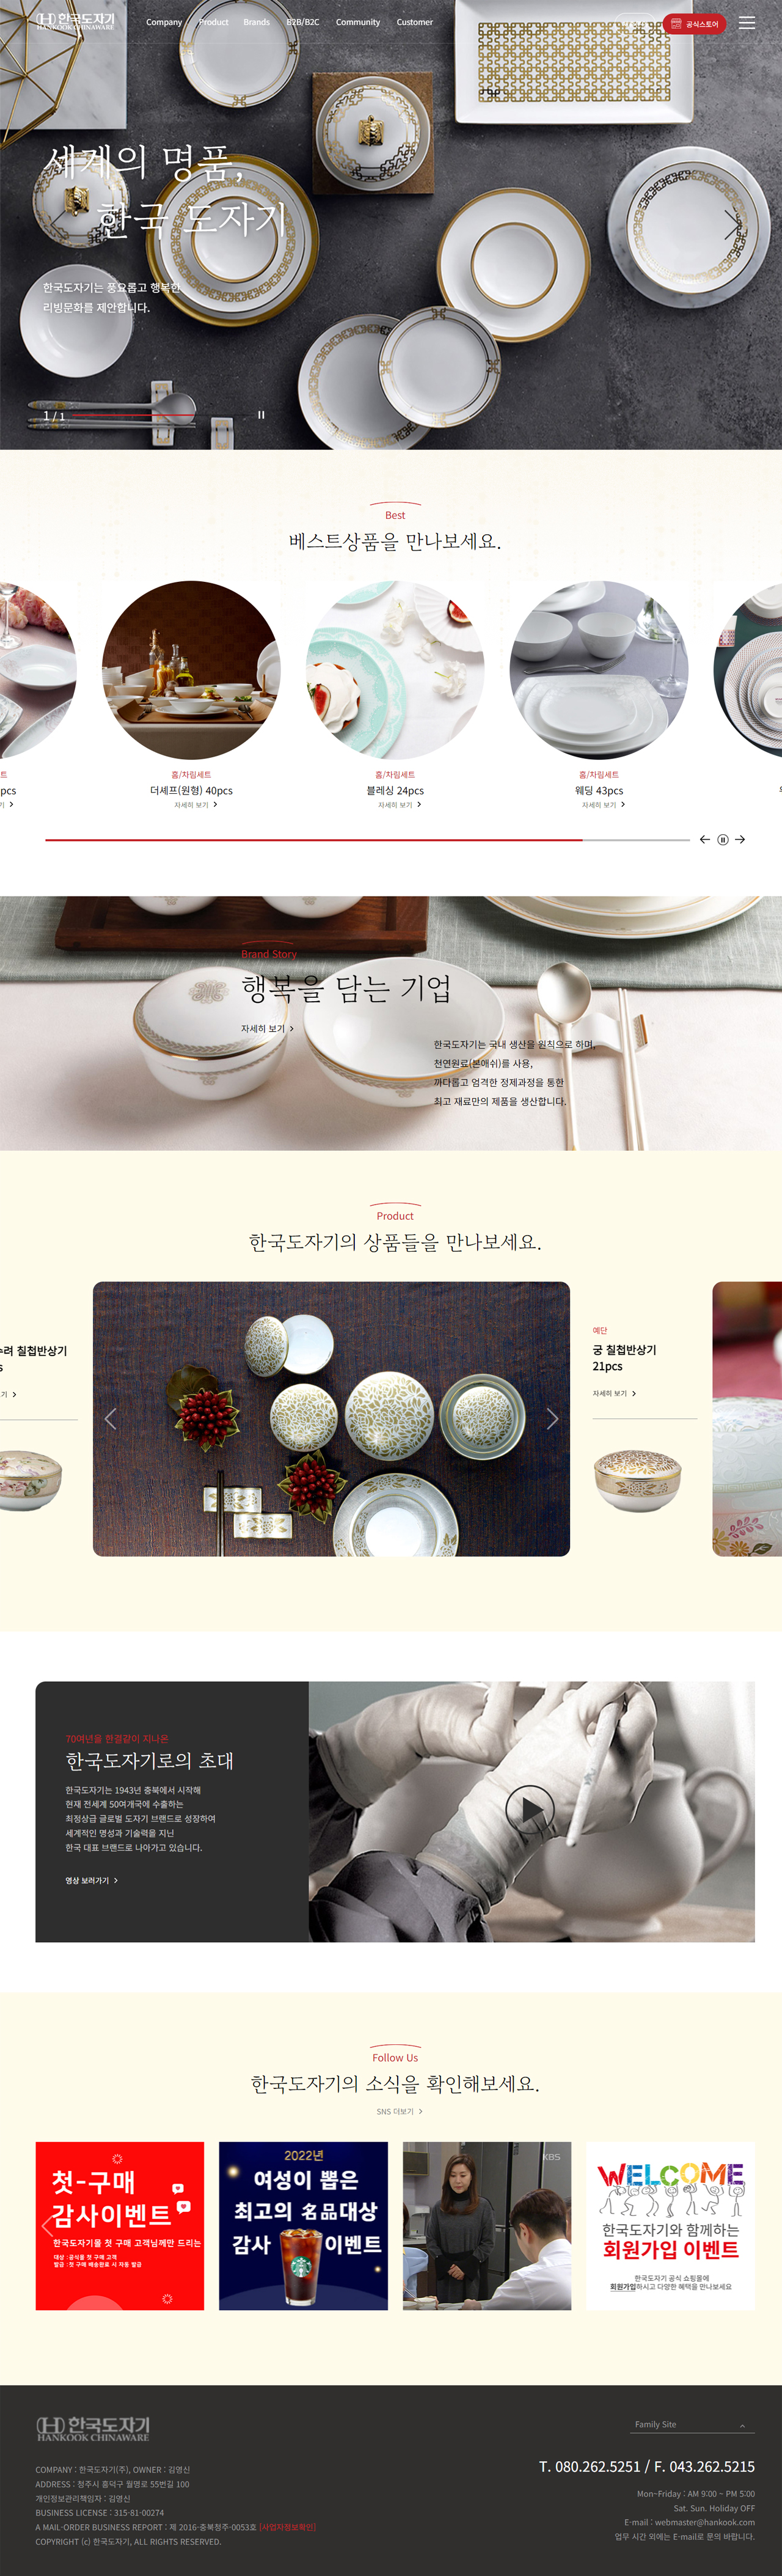 한국도자기
HANKOOK CHINAWARE
Company
Product
Brands
B2B/B2C
Community
Customer
공식스토어
세계의 명품,
한국 도자기
한국도자기는 풍요롭고 행복한
리빙문화를 제안합니다.
1 / 1
Best
베스트상품을 만나보세요.
트
pcs
기
홈/차림세트
더셰프(원형) 40pcs
자세히 보기
홈/차림세트
블레싱 24pcs
자세히 보기
홈/차림세트
웨딩 43pcs
자세히 보기
Brand Story
행복을 담는 기업
자세히 보기
한국도자기는 국내 생산을 원칙으로 하며,
천연원료(본애쉬)를 사용,
까다롭고 엄격한 정제과정을 통한
최고 재료만의 제품을 생산합니다.
Product
한국도자기의 상품들을 만나보세요.
수려 칠첩반상기
s
기
예단
궁 칠첩반상기
21pcs
자세히 보기
70여년을 한결같이 지나온
한국도자기로의 초대
한국도자기는 1943년 충북에서 시작해
현재 전세계 50여개국에 수출하는
최정상급 글로벌 도자기 브랜드로 성장하여
세계적인 명성과 기술력을 지닌
한국 대표 브랜드로 나아가고 있습니다.
영상 보러가기
Follow Us
한국도자기의 소식을 확인해보세요.
SNS 더보기
첫-구매
감사이벤트
한국도자기몰 첫 구매 고객님께만 드리는
대상 : 공식몰 첫 구매 고객
발급 : 첫 구매 배송완료 시 자동 발급
2022년
여성이 뽑은
최고의 名品대상
감사 이벤트
KBS
WELCOME
한국도자기와 함께하는
회원가입 이벤트
한국도자기 공식 쇼핑몰에
회원가입하시고 다양한 혜택을 만나보세요
한국도자기
HANKOOK CHINAWARE
Family Site
T. 080.262.5251 / F. 043.262.5215
COMPANY : 한국도자기(주), OWNER : 김영신
ADDRESS : 청주시 흥덕구 월명로 55번길 100
개인정보관리책임자 : 김영신
BUSINESS LICENSE : 315-81-00274
A MAIL-ORDER BUSINESS REPORT : 제 2016-충북청주-0053호 [사업자정보확인]
COPYRIGHT (c) 한국도자기, ALL RIGHTS RESERVED.
Mon~Friday : AM 9:00 ~ PM 5:00
Sat. Sun. Holiday OFF
E-mail : webmaster@hankook.com
업무 시간 외에는 E-mail로 문의 바랍니다.